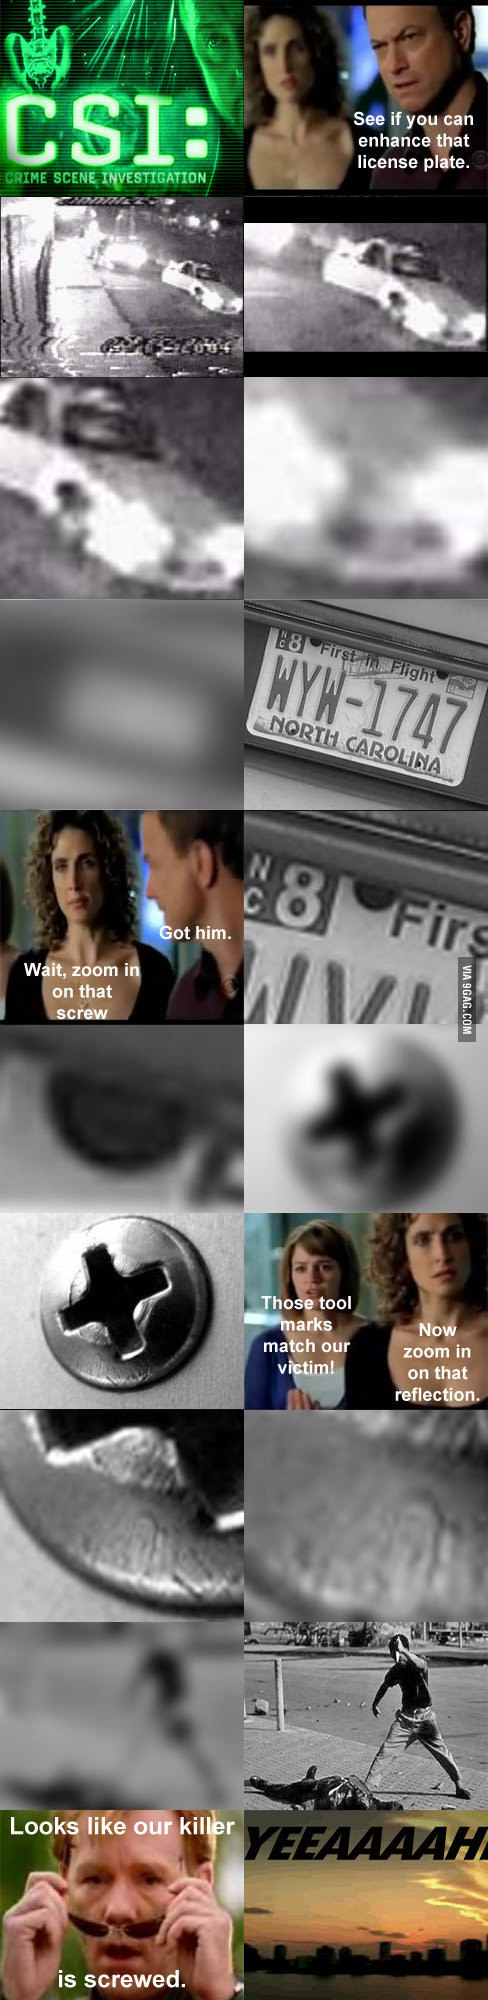 CSI:
CRIME SCENE INVESTIGATION
See if you can
enhance that
license plate.
NC
8
First in Flight
WYW-1747
NORTH CAROLINA
Got him.
Wait, zoom in
on that
screw
NC
8
Firs
VIA 9GAG.COM
Those tool
marks
match our
victim!
Now
zoom in
on that
reflection.
Looks like our killer
is screwed.
YEEAAAAH